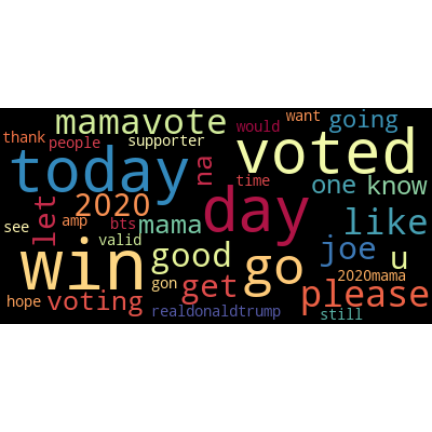 mamavote
would
want
going
thank
people
supporter
voted
today
na
time
one
know
let
2020
day
like
see
amp
bts
mama
valid
joe
u
win
good
go
2020mama
gon
get
please
hope
voting
realdonaldtrump
still